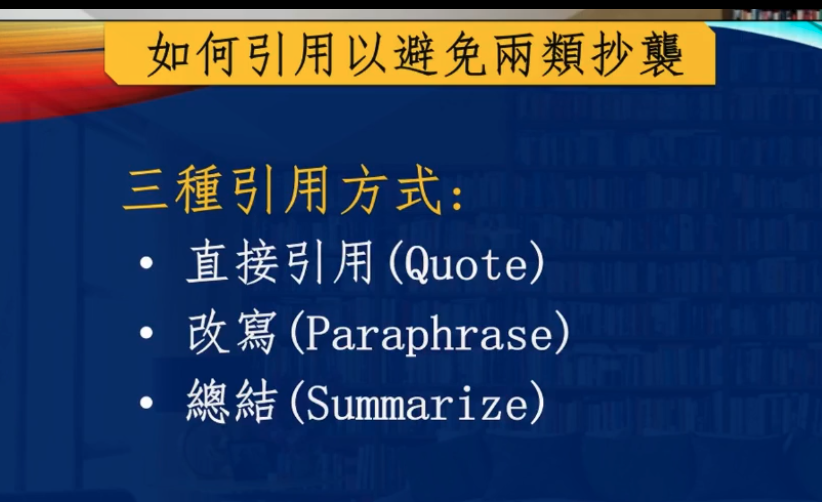 如何引用以避免兩類抄襲
三種引用方式：
• 直接引用(Quote)
• 改寫(Paraphrase)
• 總結(Summarize)